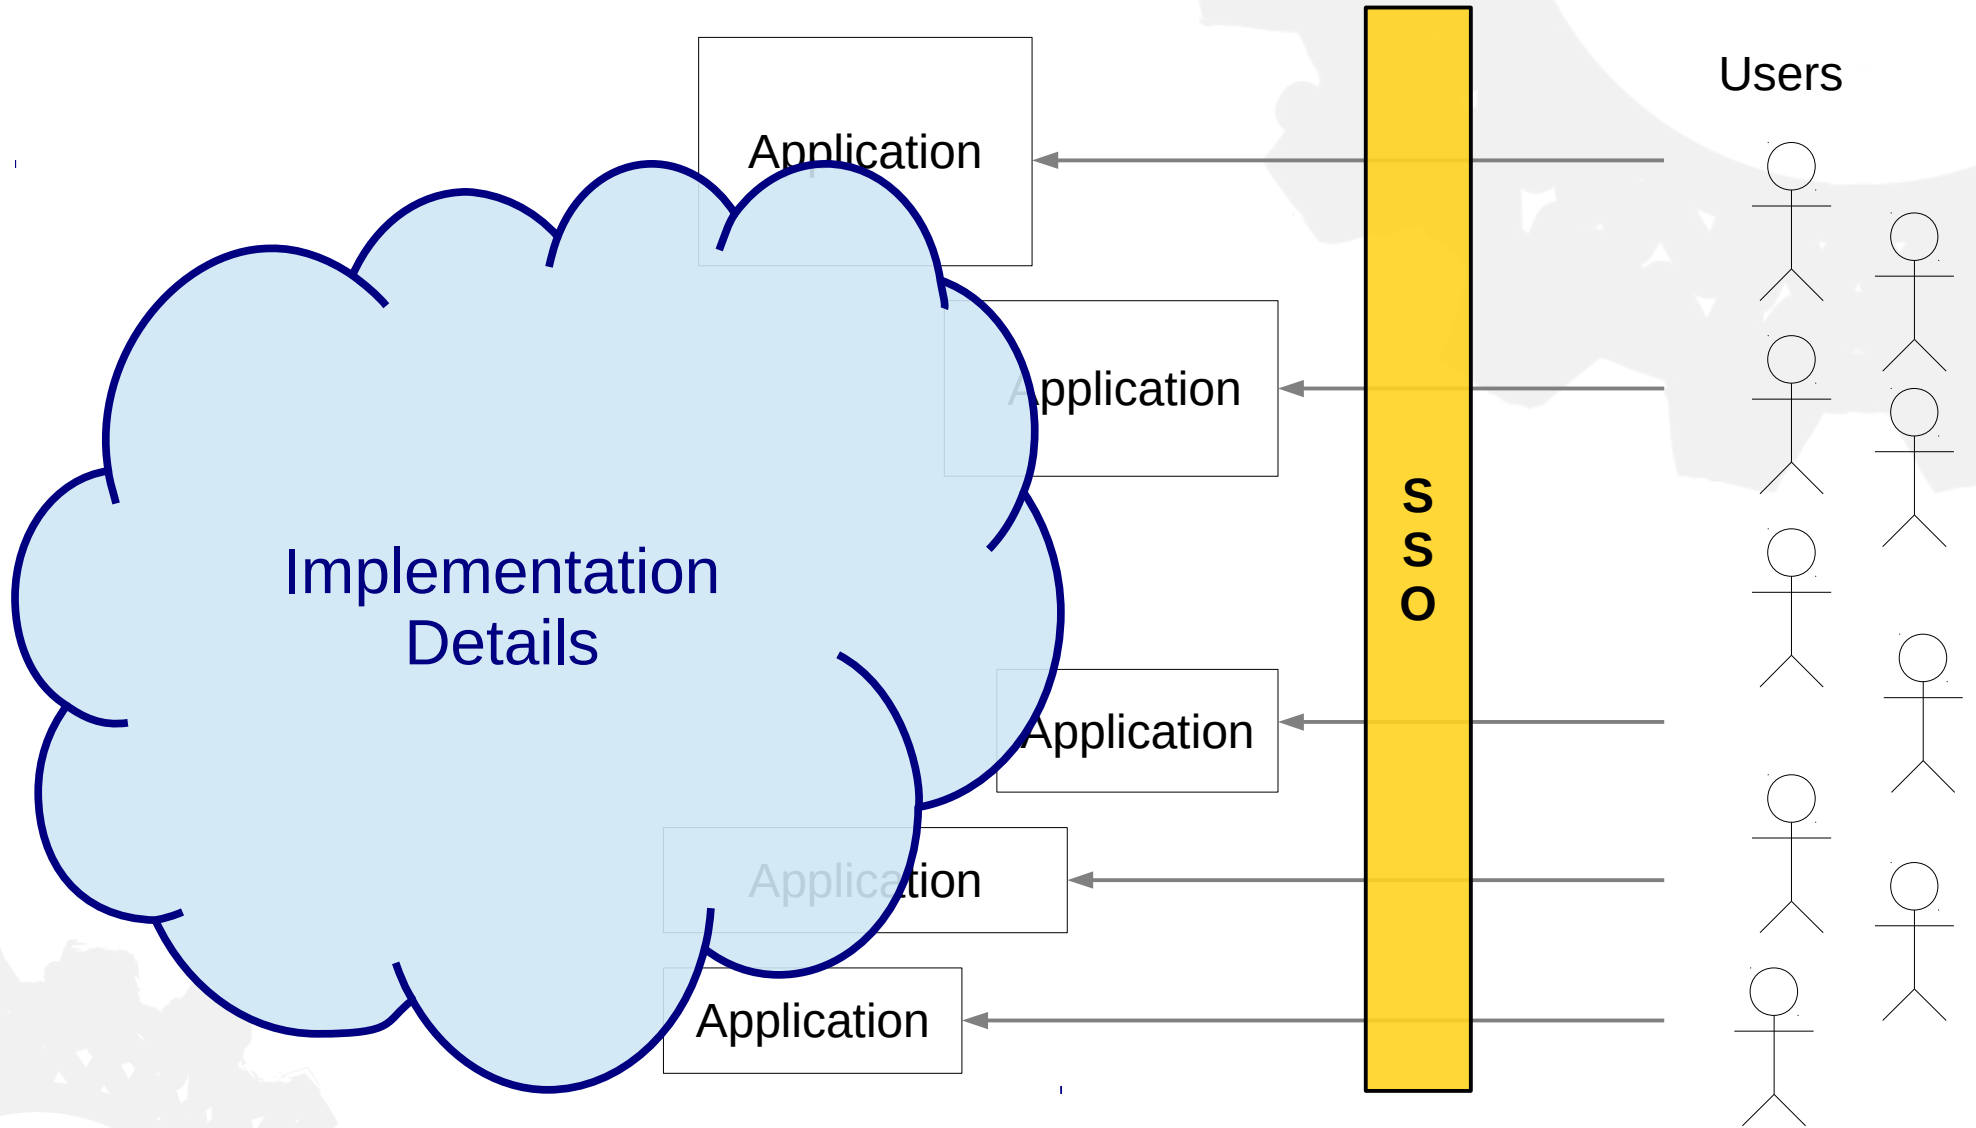 Users
Application
Application
S
S
O
Implementation
Details
Application
Application
Application